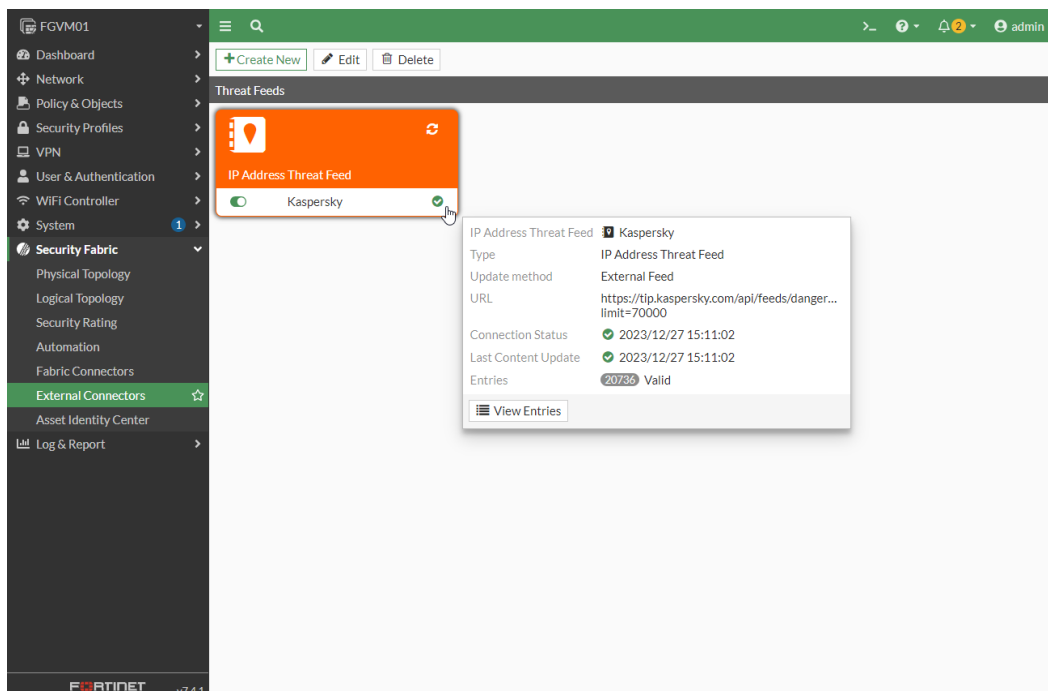 FGVM01
admin
2
Dashboard
Network
Policy & Objects
Security Profiles
VPN
User & Authentication
WiFi Controller
System 1
Security Fabric
Physical Topology
Logical Topology
Security Rating
Automation
Fabric Connectors
External Connectors
Asset Identity Center
Log & Report
FORTINET v7.4.1
+Create New Edit Delete
Threat Feeds
IP Address Threat Feed
Kaspersky
IP Address Threat Feed Kaspersky
Type IP Address Threat Feed
Update method External Feed
URL https://tip.kaspersky.com/api/feeds/danger...
limit=70000
Connection Status 2023/12/27 15:11:02
Last Content Update 2023/12/27 15:11:02
Entries 20736 Valid
View Entries